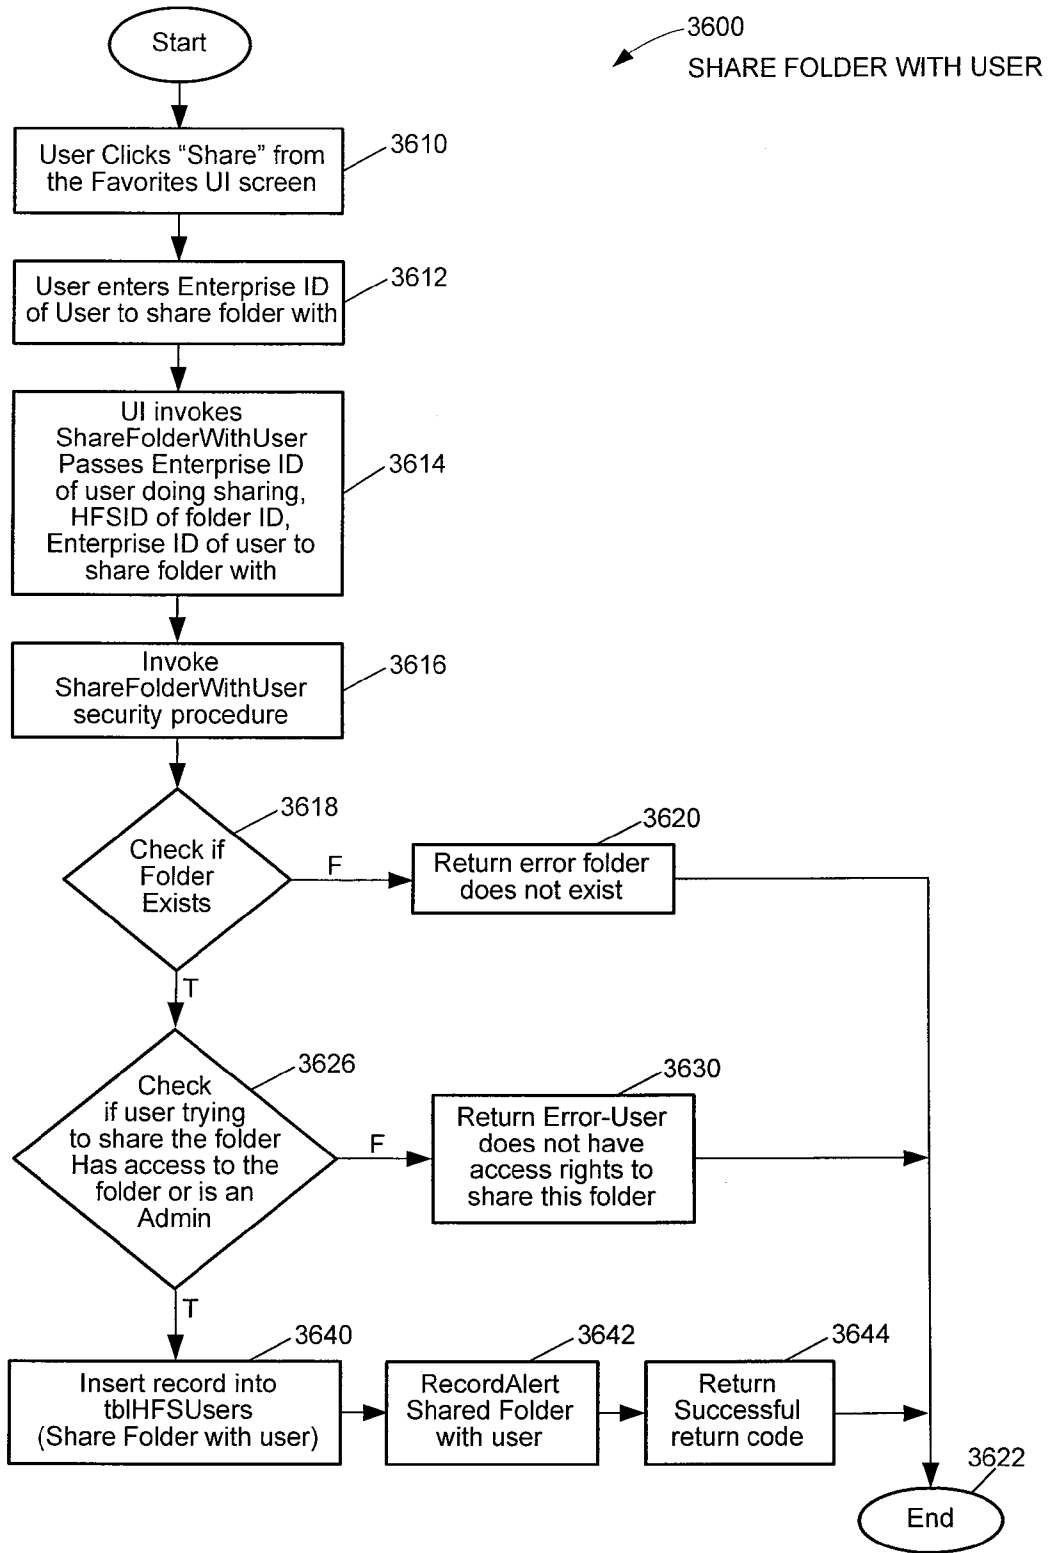 Start
3600
SHARE FOLDER WITH USER
User Clicks “Share” from
the Favorites UI screen
3610
User enters Enterprise ID
of User to share folder with
3612
UI invokes
ShareFolderWithUser
Passes Enterprise ID
of user doing sharing,
HFSID of folder ID,
Enterprise ID of user to
share folder with
3614
Invoke
ShareFolderWithUser
security procedure
3616
Check if
Folder
Exists
3618
F
Return error folder
does not exist
3620
T
Check
if user trying
to share the folder
Has access to the
folder or is an
Admin
3626
F
Return Error-User
does not have
access rights to
share this folder
3630
T
Insert record into
tblHFSUsers
(Share Folder with user)
3640
RecordAlert
Shared Folder
with user
3642
Return
Successful
return code
3644
3622
End